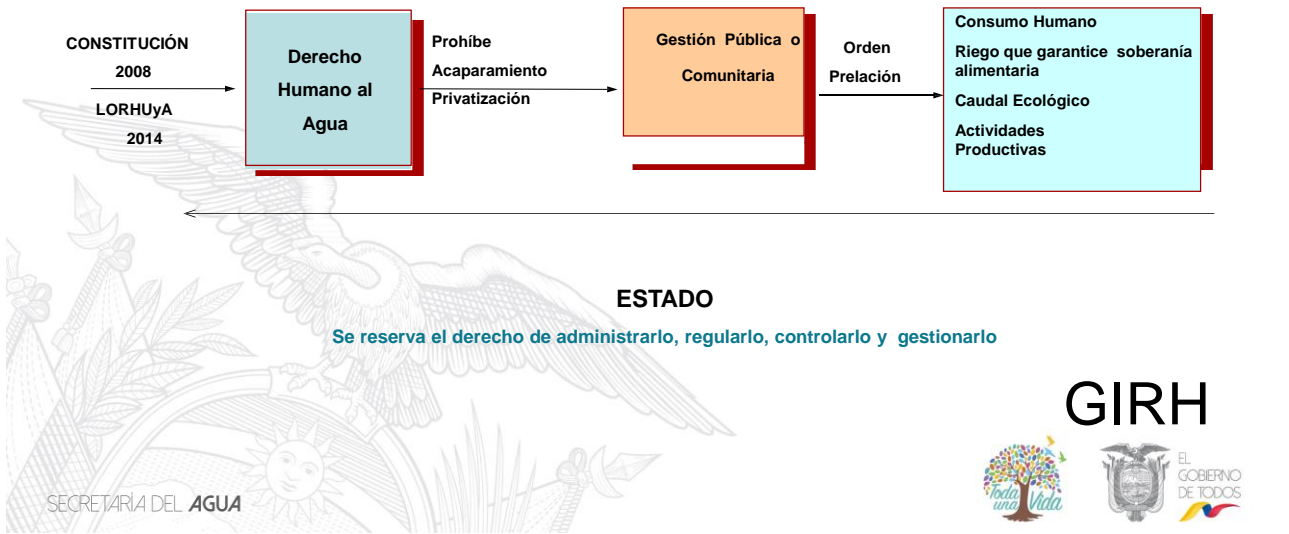 CONSTITUCIÓN
2008
LORHUyA
2014
Derecho
Humano al
Agua
Prohíbe
Acaparamiento
Privatización
Gestión Pública o
Comunitaria
Orden
Prelación
Consumo Humano
Riego que garantice soberanía
alimentaria
Caudal Ecológico
Actividades
Productivas
ESTADO
Se reserva el derecho de administrarlo, regularlo, controlarlo y gestionarlo
GIRH
SECRETARÍA DEL AGUA
Toda
una Vida
EL
GOBIERNO
DE TODOS